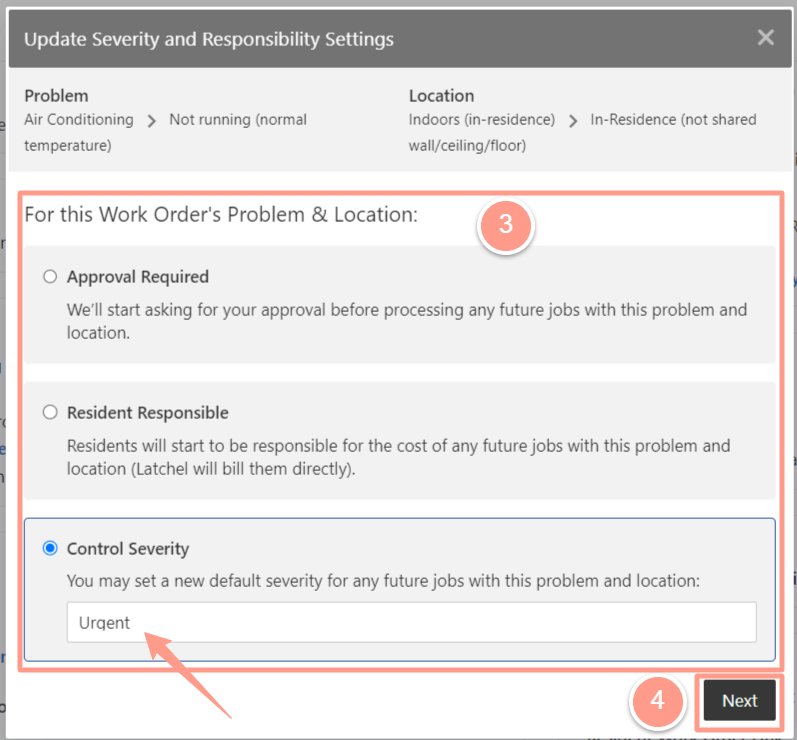 Update Severity and Responsibility Settings
Problem
Air Conditioning > Not running (normal
temperature)
Location
Indoors (in-residence) > In-Residence (not shared
wall/ceiling/floor)
For this Work Order's Problem & Location:
3
Approval Required
We'll start asking for your approval before processing any future jobs with this problem and
location.
Resident Responsible
Residents will start to be responsible for the cost of any future jobs with this problem and
location (Latchel will bill them directly).
Control Severity
You may set a new default severity for any future jobs with this problem and location:
Urgent
4
Next